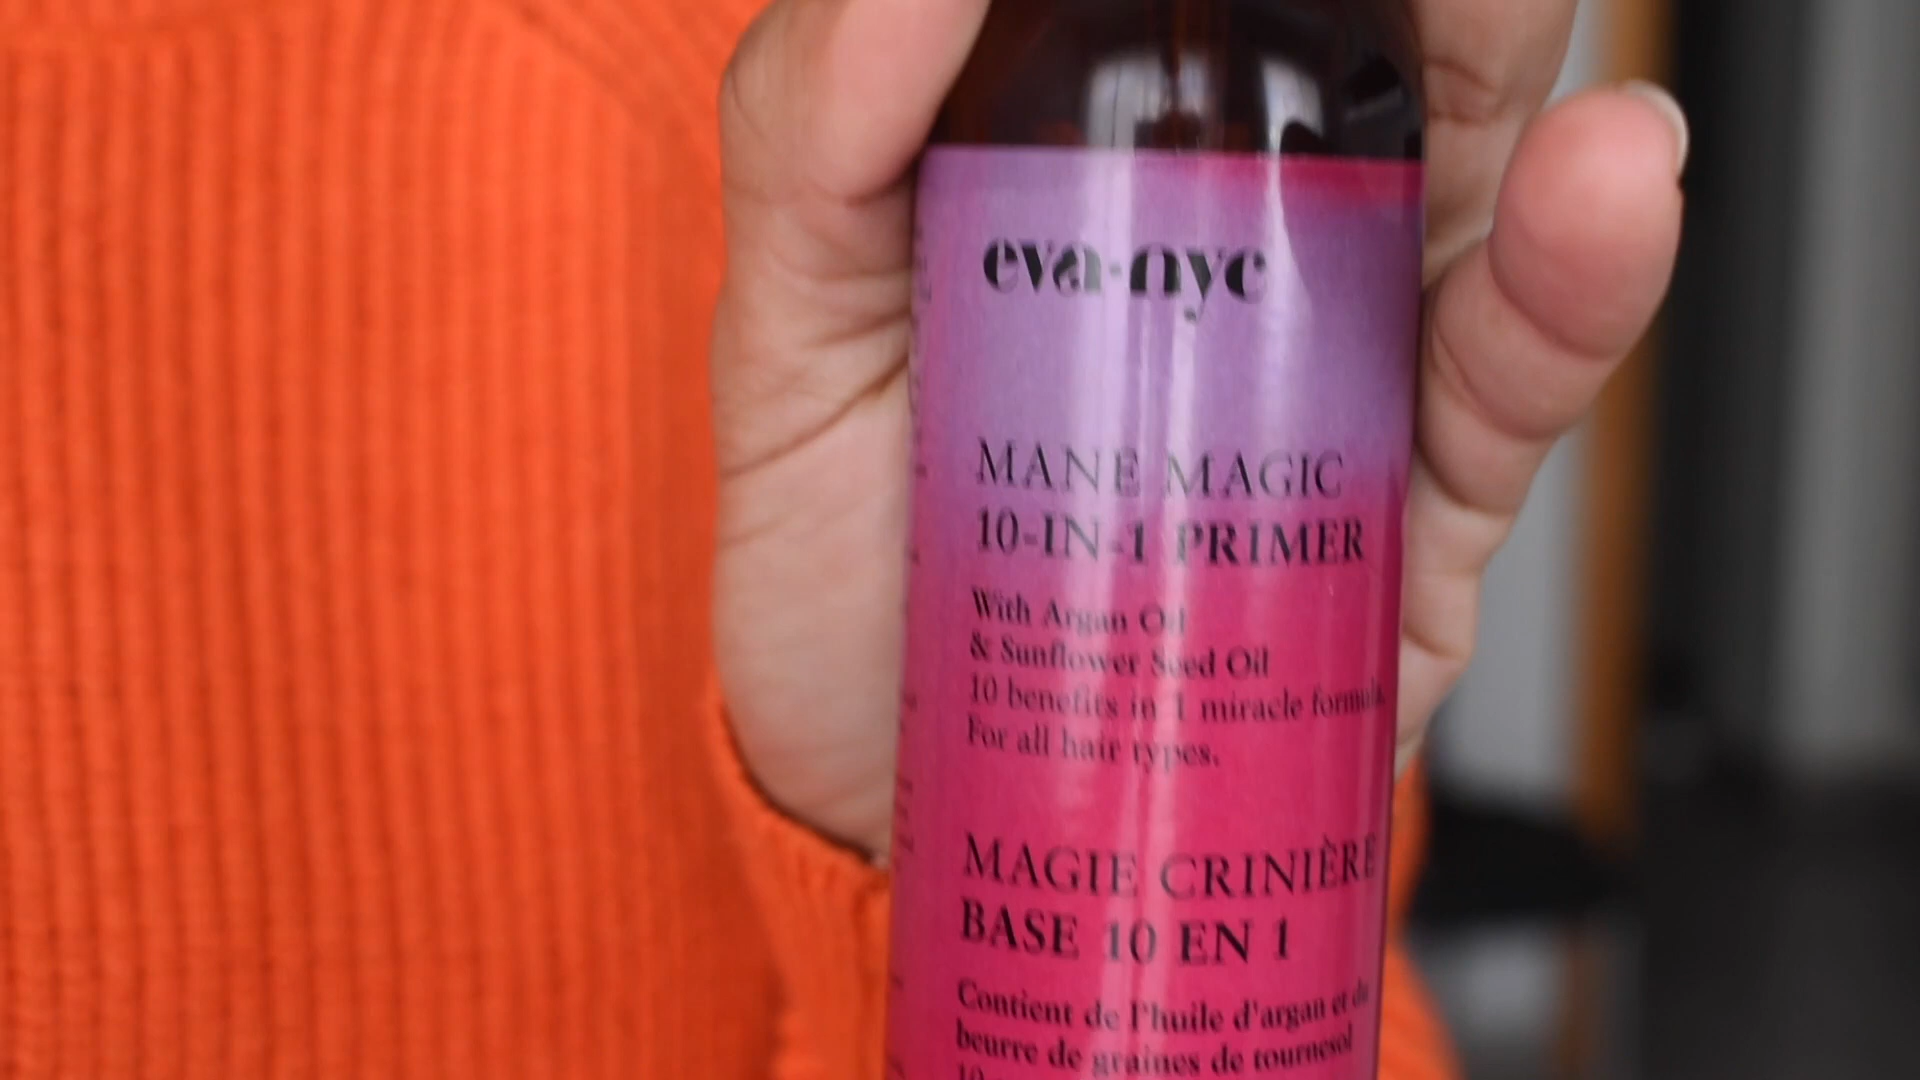 eva·nyc
MANE MAGIC
10-IN-1 PRIMER
With Argan Oil
& Sunflower Seed Oil
10 benefits in 1 miracle formula.
For all hair types.
MAGIE CRINIÈRE
BASE 10 EN 1
Contient de l'huile d'argan et du
beurre de graines de tournesol
10